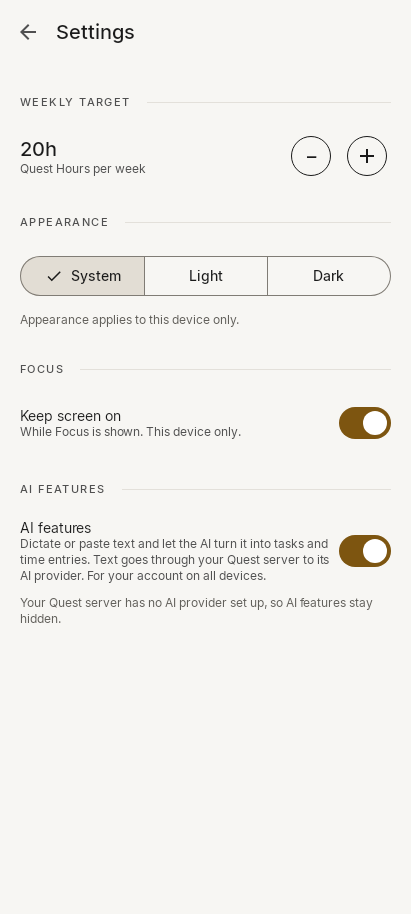 Settings
WEEKLY TARGET
20h
Quest Hours per week
APPEARANCE
System
Light
Dark
Appearance applies to this device only.
FOCUS
Keep screen on
While Focus is shown. This device only.
AI FEATURES
AI features
Dictate or paste text and let the AI turn it into tasks and
time entries. Text goes through your Quest server to its
AI provider. For your account on all devices.
Your Quest server has no AI provider set up, so AI features stay
hidden.